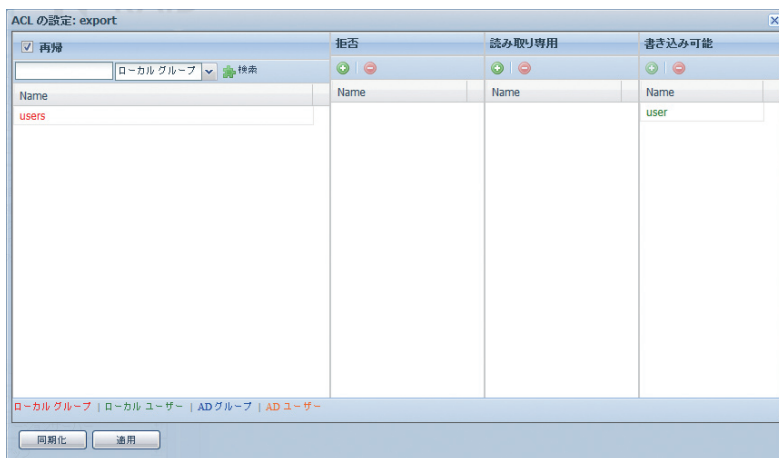 ACL の設定: export
再帰
ローカル グループ
検索
Name
users
拒否
Name
読み取り専用
Name
書き込み可能
Name
user
ローカル グループ | ローカル ユーザー | AD グループ | AD ユーザー
同期化
適用